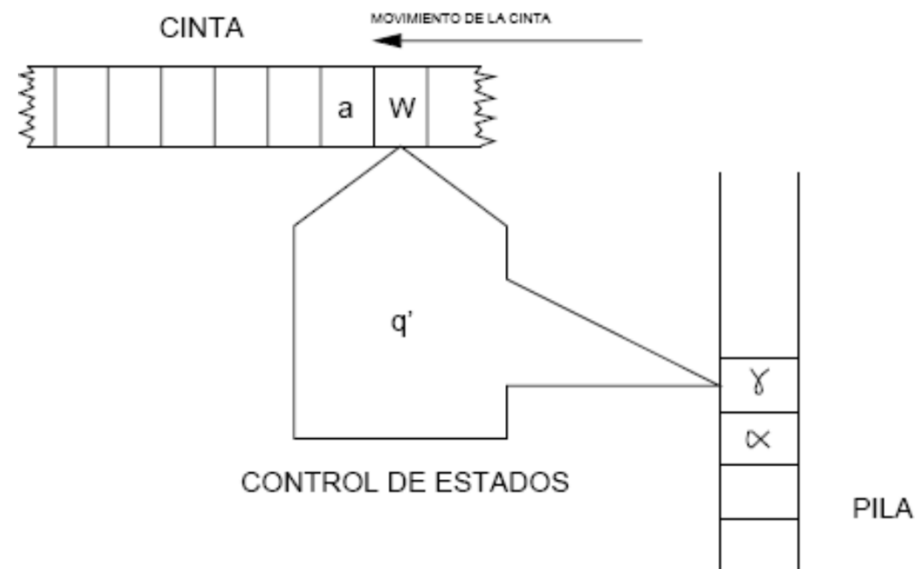 CINTA
MOVIMIENTO DE LA CINTA
a W
q'
γ
α
CONTROL DE ESTADOS
PILA